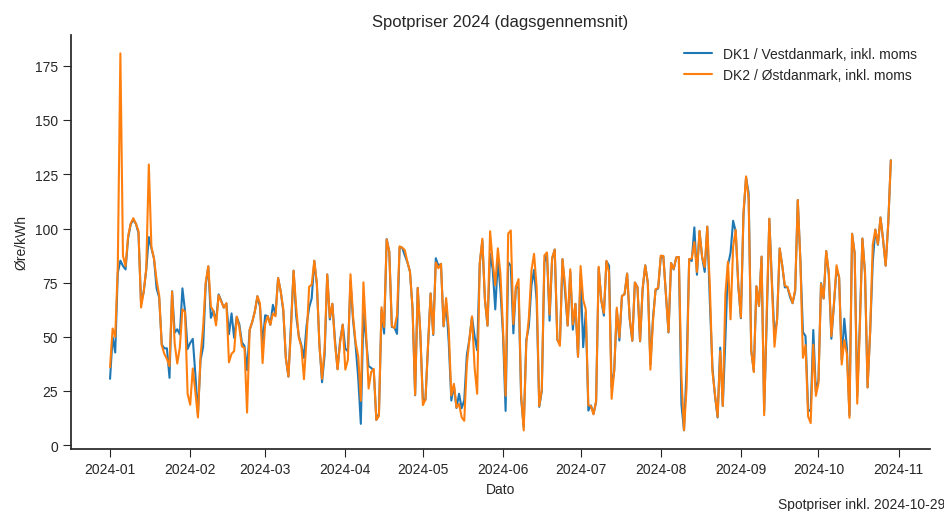 Spotpriser 2024 (dagsgennemsnit)
DK1 / Vestdanmark, inkl. moms
DK2 / Østdanmark, inkl. moms
Øre/kWh
175
150
125
100
75
50
25
0
2024-01 2024-02 2024-03 2024-04 2024-05 2024-06 2024-07 2024-08 2024-09 2024-10 2024-11
Dato
Spotpriser inkl. 2024-10-29